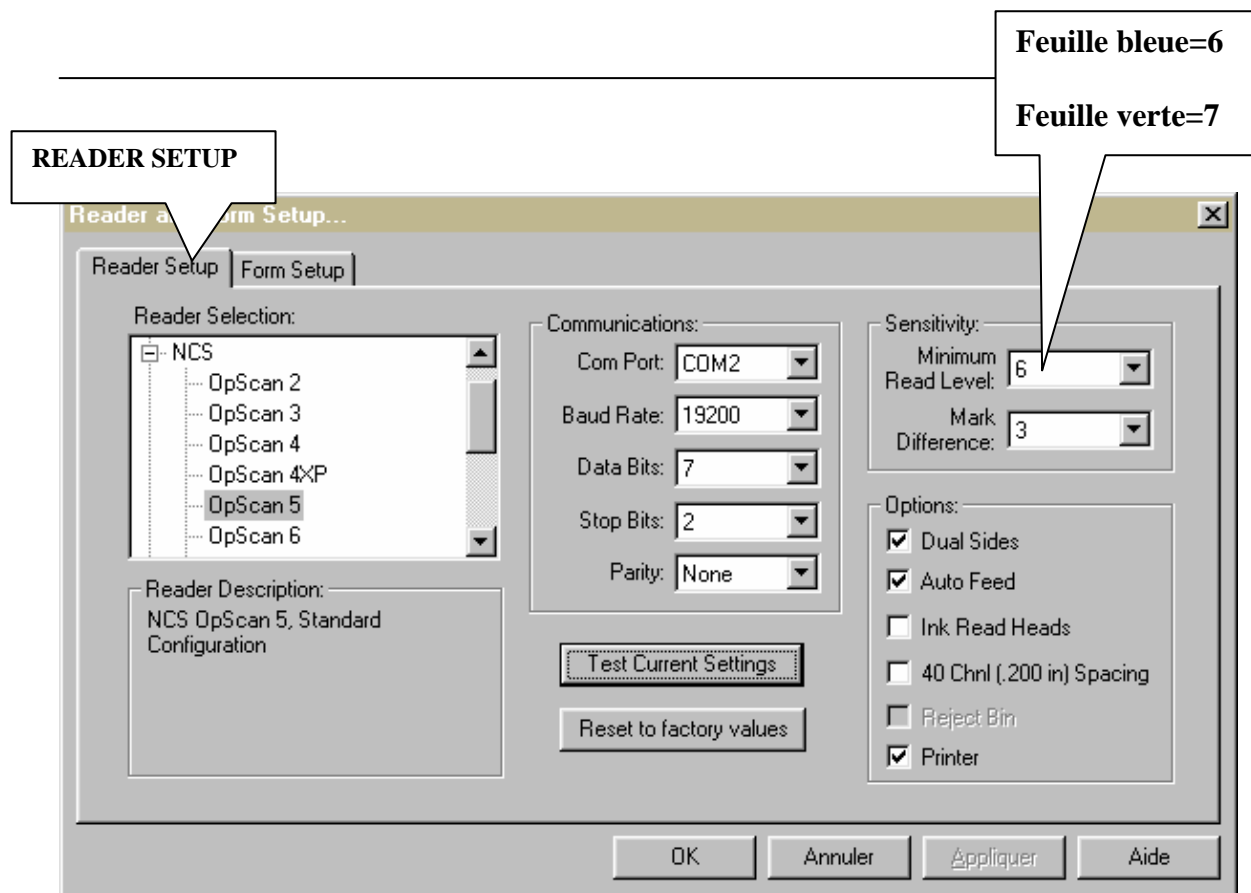 Feuille bleue=6
Feuille verte=7
READER SETUP
Reader a orm Setup...
Reader Setup
Form Setup
Reader Selection:
NCS
OpScan 2
OpScan 3
OpScan 4
OpScan 4XP
OpScan 5
OpScan 6
Reader Description:
NCS OpScan 5, Standard
Configuration
Communications:
Com Port: COM2
Baud Rate: 19200
Data Bits: 7
Stop Bits: 2
Parity: None
Test Current Settings
Reset to factory values
Sensitivity:
Minimum
Read Level: 6
Mark
Difference: 3
Options:
Dual Sides
Auto Feed
Ink Read Heads
40 Chnl (.200 in) Spacing
Reject Bin
Printer
OK
Annuler
Appliquer
Aide